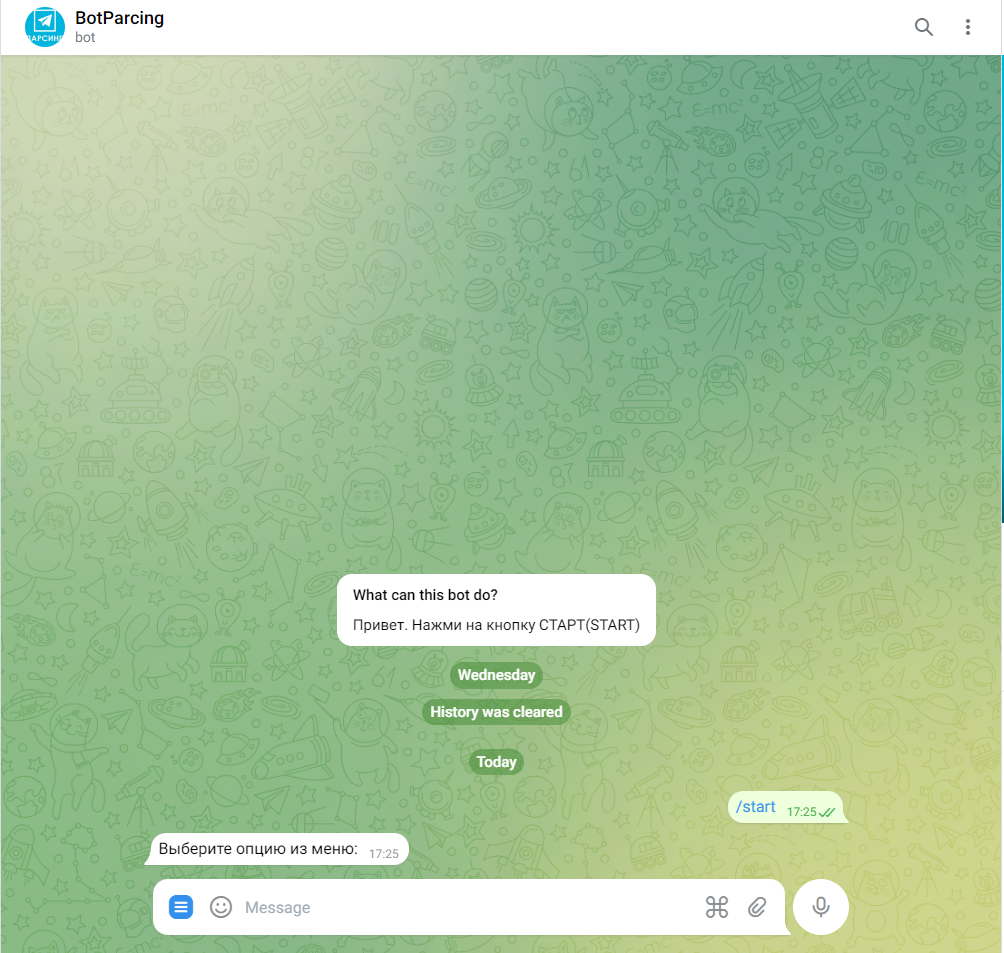 BotParcing
bot
ПАРСИНГ
What can this bot do?
Привет. Нажми на кнопку СТАРТ(START)
Wednesday
History was cleared
Today
/start 17:25
Выберите опцию из меню: 17:25
Message